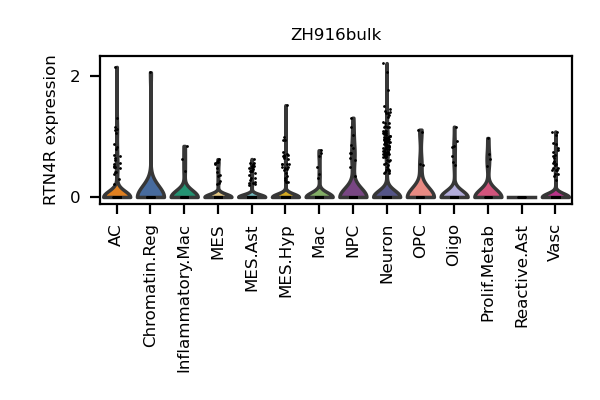 ZH916bulk
RTN4R expression
2
0
AC
Chromatin.Reg
Inflammatory.Mac
MES
MES.Ast
MES.Hyp
Mac
NPC
Neuron
OPC
Oligo
Prolif.Metab
Reactive.Ast
Vasc